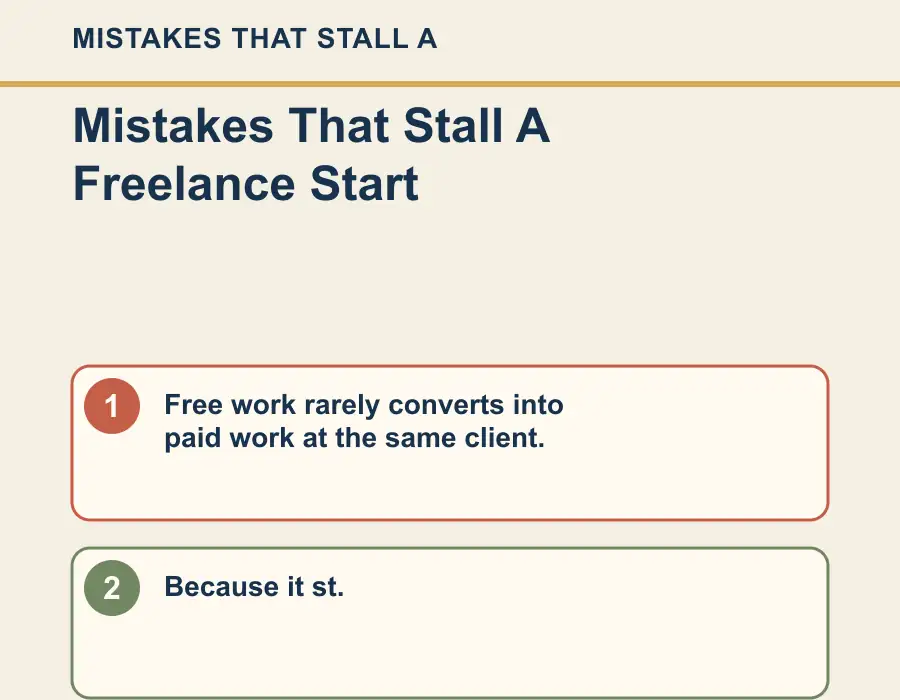 MISTAKES THAT STALL A
Mistakes That Stall A
Freelance Start
1
Free work rarely converts into
paid work at the same client.
2
Because it st.